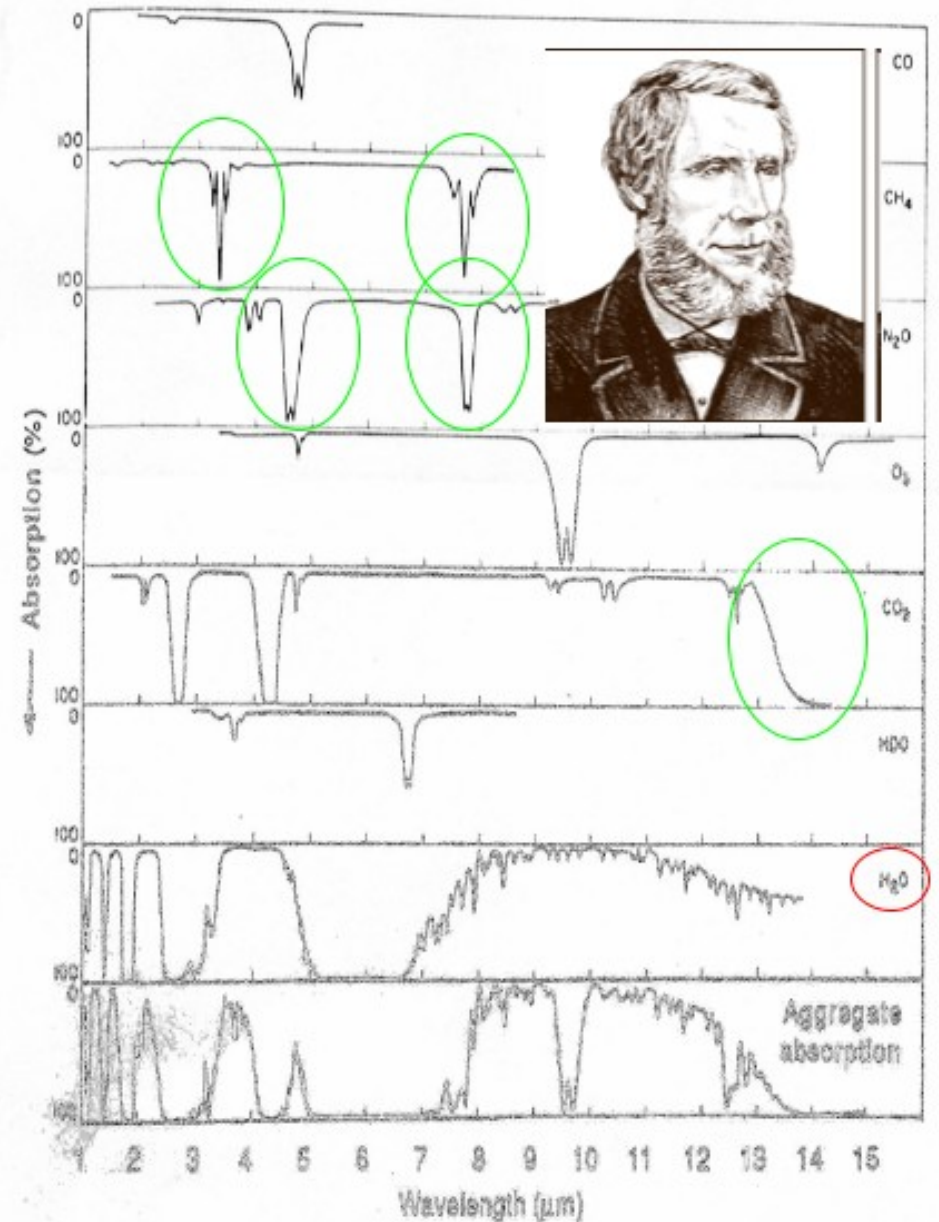 0
CO
100
0
CH₄
100
0
N₂O
100
0
O₃
100
0
CO₂
100
0
HDO
100
0
H₂O
100
0
Aggregate
absorption
100
Absorption (%)
1 2 3 4 5 6 7 8 9 10 11 12 13 14 15
Wavelength (μm)